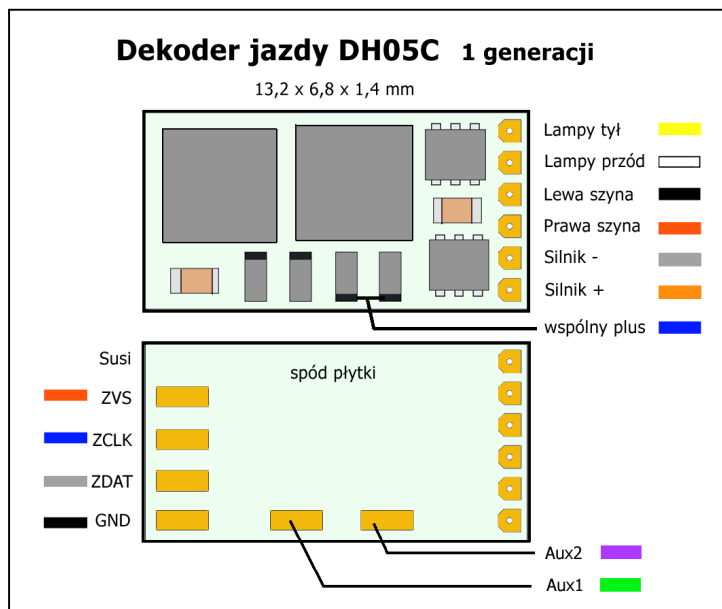 Dekoder jazdy DH05C 1 generacji
13,2 x 6,8 x 1,4 mm
Lampy tył
Lampy przód
Lewa szyna
Prawa szyna
Silnik -
Silnik +
wspólny plus
Susi
spód płytki
ZVS
ZCLK
ZDAT
GND
Aux2
Aux1